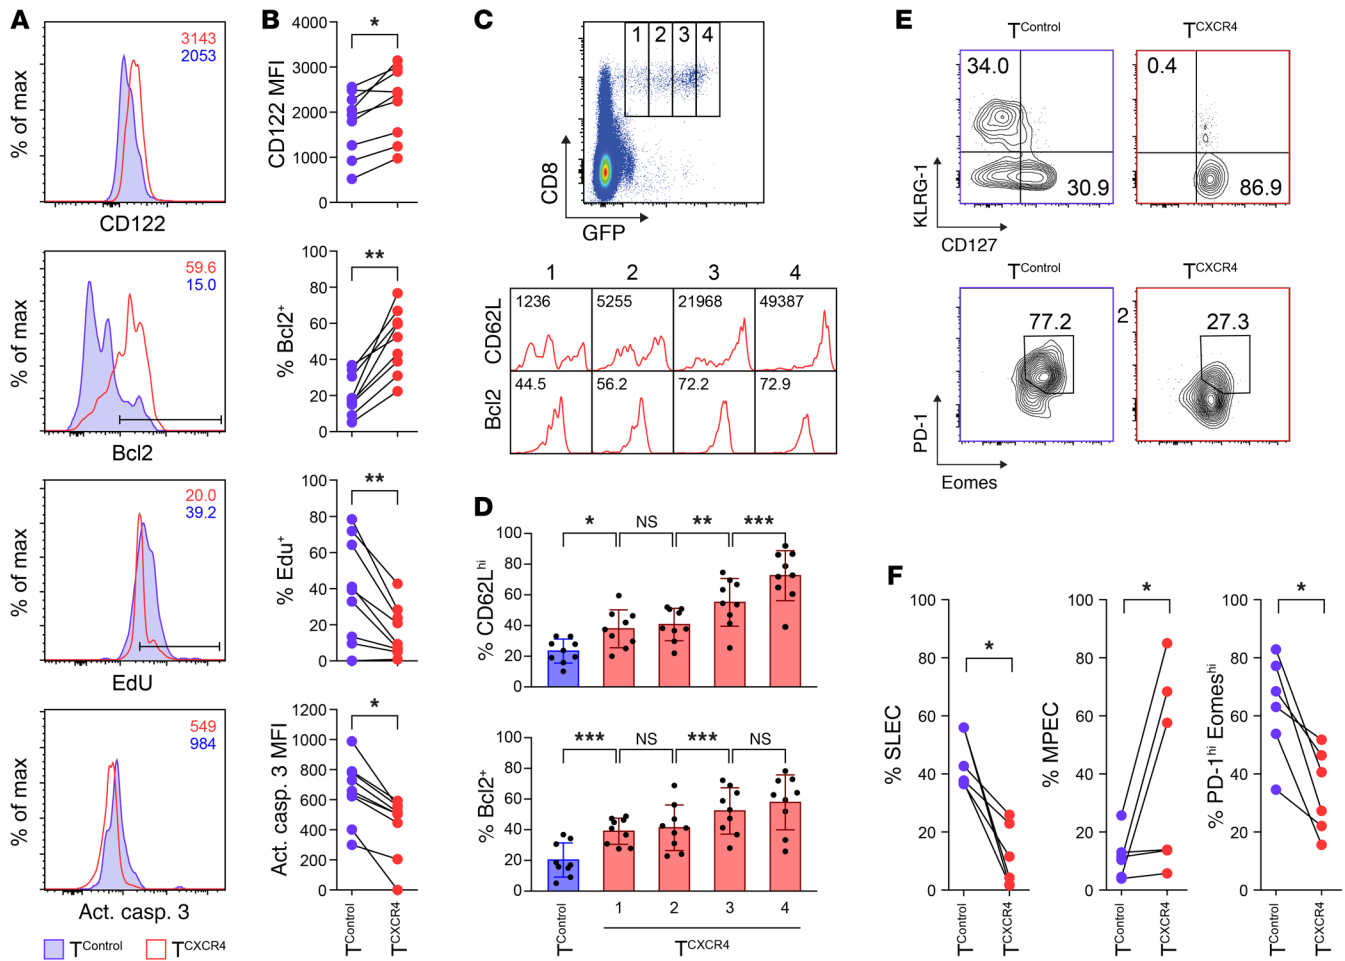 A
3143
2053
% of max
CD122
59.6
15.0
% of max
Bcl2
20.0
39.2
% of max
EdU
549
984
% of max
Act. casp. 3
TControl
TCXCR4
B
4000
3000
2000
1000
0
CD122 MFI
*
100
80
60
40
20
0
% Bcl2+
**
100
80
60
40
20
0
% Edu+
**
1200
1000
800
600
400
200
0
Act. casp. 3 MFI
*
TControl
TCXCR4
C
1 2 3 4
CD8
GFP
1 2 3 4
CD62L
1236 5255 21968 49387
Bcl2
44.5 56.2 72.2 72.9
D
* NS ** ***
100
80
60
40
20
0
% CD62Lhi
*** NS *** NS
100
80
60
40
20
0
% Bcl2+
TControl
1 2 3 4
TCXCR4
E
TControl TCXCR4
34.0
30.9
0.4
86.9
KLRG-1
CD127
TControl TCXCR4
77.2
2
27.3
PD-1
Eomes
F
100
80
60
40
20
0
% SLEC
*
TControl
TCXCR4
100
80
60
40
20
0
% MPEC
*
TControl
TCXCR4
100
80
60
40
20
0
% PD-1hi Eomeshi
*
TControl
TCXCR4